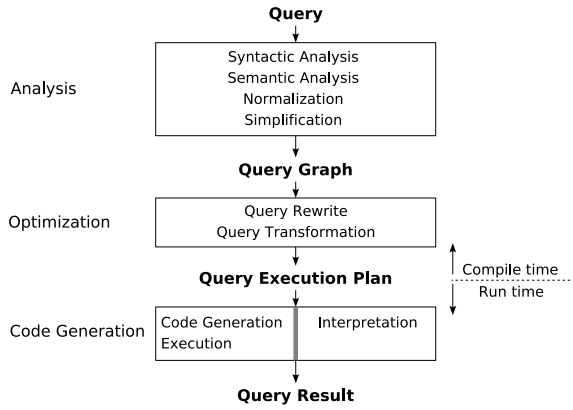 Query
Analysis
Syntactic Analysis
Semantic Analysis
Normalization
Simplification
Query Graph
Optimization
Query Rewrite
Query Transformation
Query Execution Plan
Compile time
Run time
Code Generation
Code Generation
Execution
Interpretation
Query Result